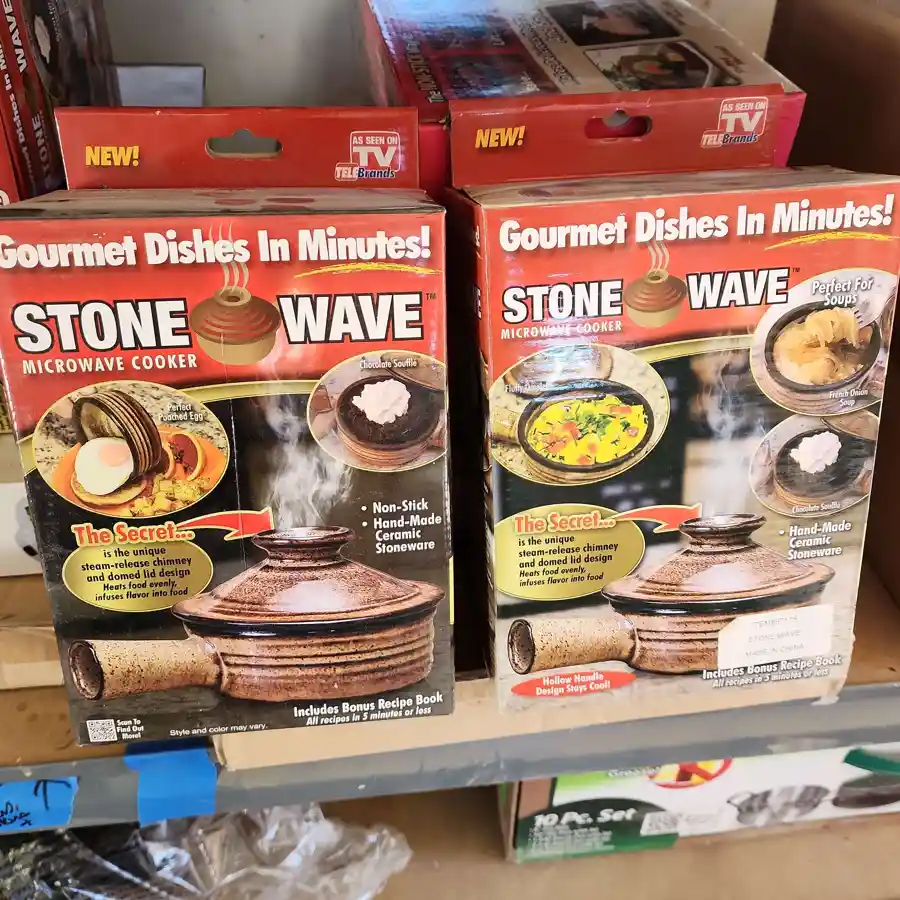 NEW!
AS SEEN ON
TV
TELEBrands
Gourmet Dishes In Minutes!
STONE WAVE™
MICROWAVE COOKER
Perfect
Poached Egg
Chocolate Soufflé
• Non-Stick
• Hand-Made
Ceramic
Stoneware
The Secret...
is the unique
steam-release chimney
and domed lid design
Heats food evenly,
infuses flavor into food
Includes Bonus Recipe Book
All recipes in 5 minutes or less
Scan To
Find Out
More!
Style and color may vary.
NEW!
AS SEEN ON
TV
TELEBrands
Gourmet Dishes In Minutes!
STONE WAVE™
MICROWAVE COOKER
Perfect For
Soups
French Onion
Soup
Fluffy
Chocolate Soufflé
The Secret...
is the unique
steam-release chimney
and domed lid design
Heats food evenly,
infuses flavor into food
• Hand-Made
Ceramic
Stoneware
STONE WAVE
MADE IN CHINA
Hollow Handle
Design Stays Cool!
Includes Bonus Recipe Book
All recipes in 5 minutes or less
10 Pc. Set